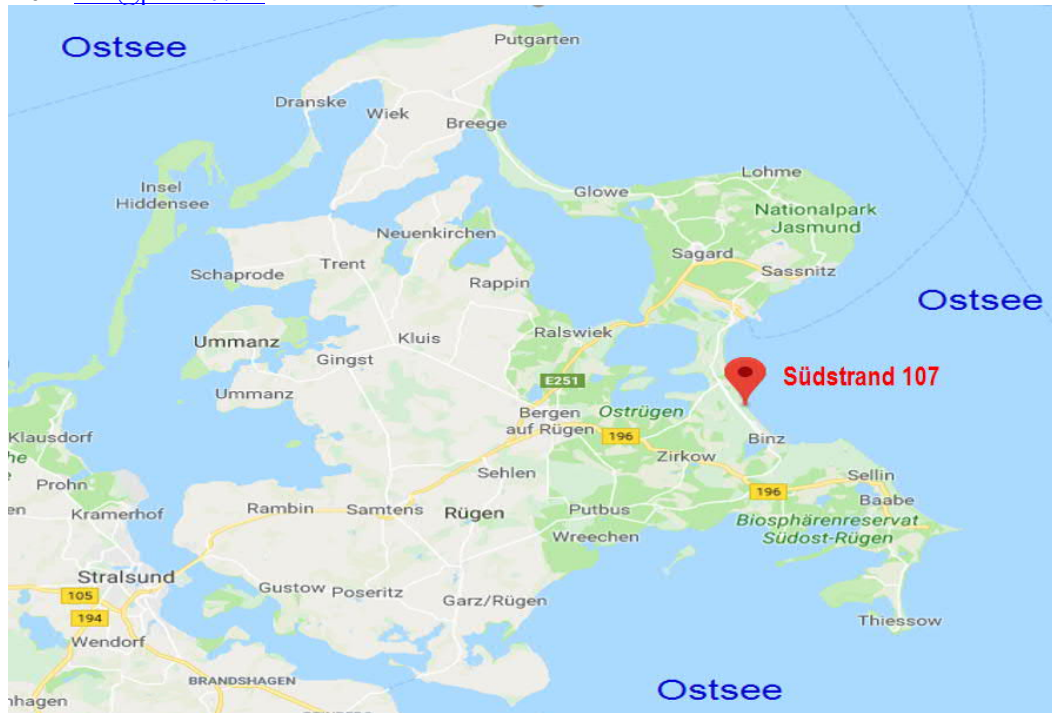 Ostsee
Putgarten
Dranske
Wiek
Breege
Lohme
Insel
Hiddensee
Glowe
Nationalpark
Jasmund
Neuenkirchen
Sagard
Schaprode
Trent
Sassnitz
Rappin
Ostsee
Ummanz
Kluis
Ralswiek
Gingst
E251
Südstrand 107
Ummanz
Bergen
auf Rügen
Ostrügen
196
Klausdorf
he
Binz
Zirkow
Prohn
Sehlen
Sellin
196
Baabe
en
Kramerhof
Rambin
Samtens
Rügen
Putbus
Biosphärenreservat
Südost-Rügen
Wreechen
Stralsund
105
Gustow
Poseritz
Garz/Rügen
194
Thiessow
Wendorf
BRANDSHAGEN
Ostsee
nhagen